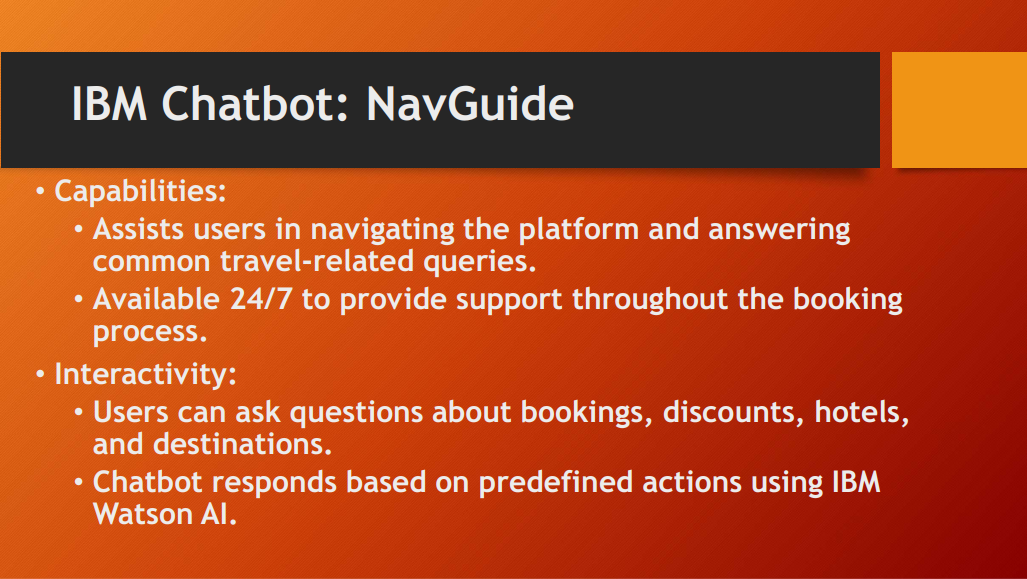 IBM Chatbot: NavGuide
• Capabilities:
• Assists users in navigating the platform and answering
common travel-related queries.
• Available 24/7 to provide support throughout the booking
process.
• Interactivity:
• Users can ask questions about bookings, discounts, hotels,
and destinations.
• Chatbot responds based on predefined actions using IBM
Watson AI.